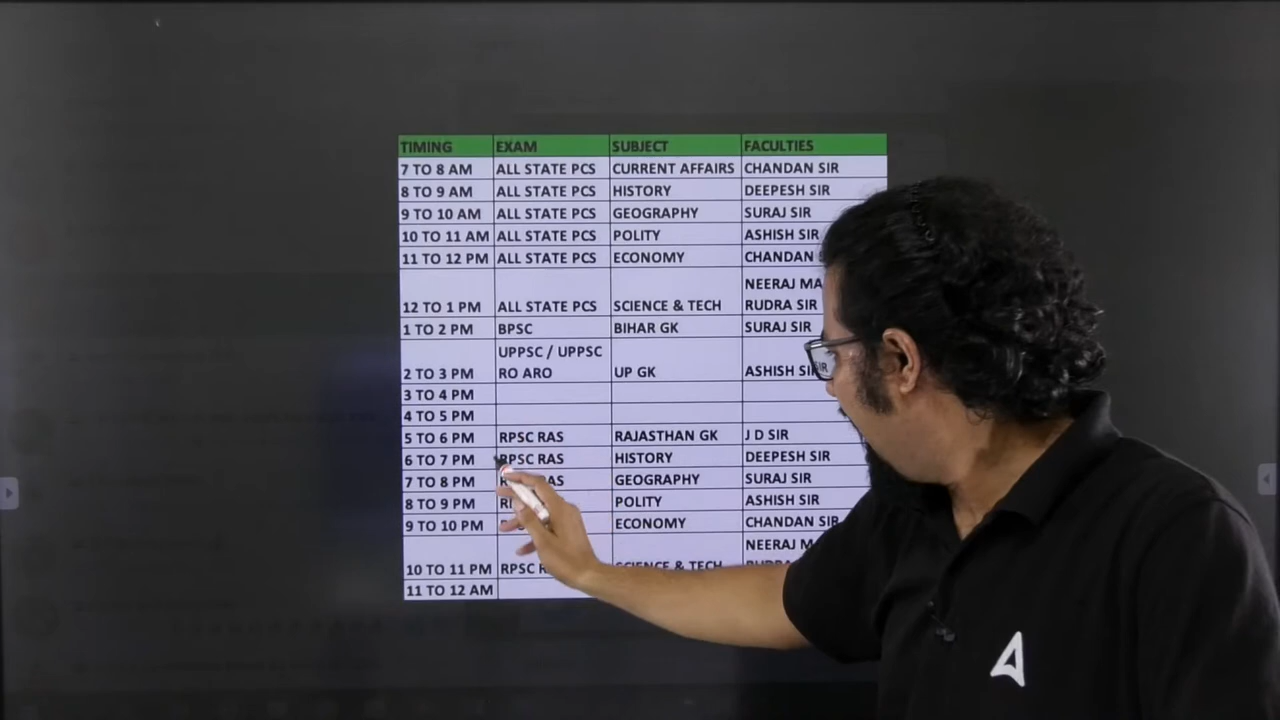 TIMING EXAM SUBJECT FACULTIES
7 TO 8 AM ALL STATE PCS CURRENT AFFAIRS CHANDAN SIR
8 TO 9 AM ALL STATE PCS HISTORY DEEPESH SIR
9 TO 10 AM ALL STATE PCS GEOGRAPHY SURAJ SIR
10 TO 11 AM ALL STATE PCS POLITY ASHISH SIR
11 TO 12 PM ALL STATE PCS ECONOMY CHANDAN
NEERAJ
12 TO 1 PM ALL STATE PCS SCIENCE & TECH RUDRA SIR
1 TO 2 PM BPSC BIHAR GK SURAJ SIR
UPPSC / UPPSC
2 TO 3 PM RO ARO UP GK ASHISH SIR
3 TO 4 PM
4 TO 5 PM
5 TO 6 PM RPSC RAS RAJASTHAN GK J D SIR
6 TO 7 PM RPSC RAS HISTORY DEEPESH SIR
7 TO 8 PM GEOGRAPHY SURAJ SIR
8 TO 9 PM POLITY ASHISH SIR
9 TO 10 PM ECONOMY CHANDAN SIR
NEERAJ
10 TO 11 PM RPSC SCIENCE & TECH
11 TO 12 AM